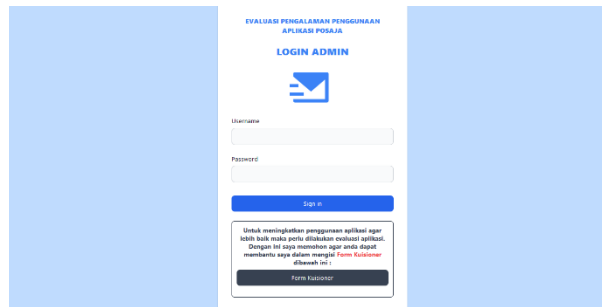 EVALUASI PENGALAMAN PENGGUNAAN
APLIKASI POSAJA
LOGIN ADMIN
Username
Password
Sign in
Untuk meningkatkan penggunaan aplikasi agar
lebih baik maka perlu dilakukan evaluasi aplikasi.
Dengan ini saya memohon agar anda dapat
membantu saya dalam mengisi Form Kuisioner
dibawah ini :
Form Kuisioner